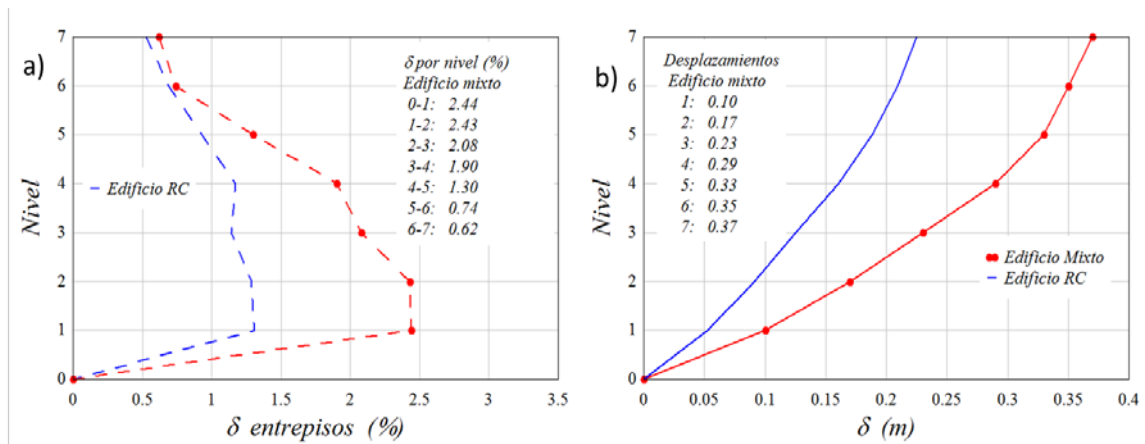 a)
Nivel
7
6
5
4
3
2
1
0
δ por nivel (%)
Edificio mixto
0-1: 2.44
1-2: 2.43
2-3: 2.08
3-4: 1.90
4-5: 1.30
5-6: 0.74
6-7: 0.62
Edificio RC
0 0.5 1 1.5 2 2.5 3 3.5
δ entrepisos (%)
b)
Nivel
7
6
5
4
3
2
1
0
Desplazamientos
Edificio mixto
1: 0.10
2: 0.17
3: 0.23
4: 0.29
5: 0.33
6: 0.35
7: 0.37
Edificio Mixto
Edificio RC
0 0.05 0.1 0.15 0.2 0.25 0.3 0.35 0.4
δ (m)